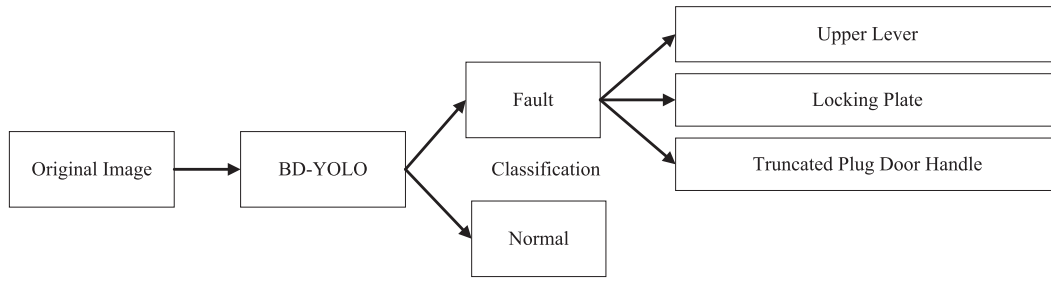 Upper Lever
Fault
Locking Plate
Original Image
BD-YOLO
Classification
Truncated Plug Door Handle
Normal